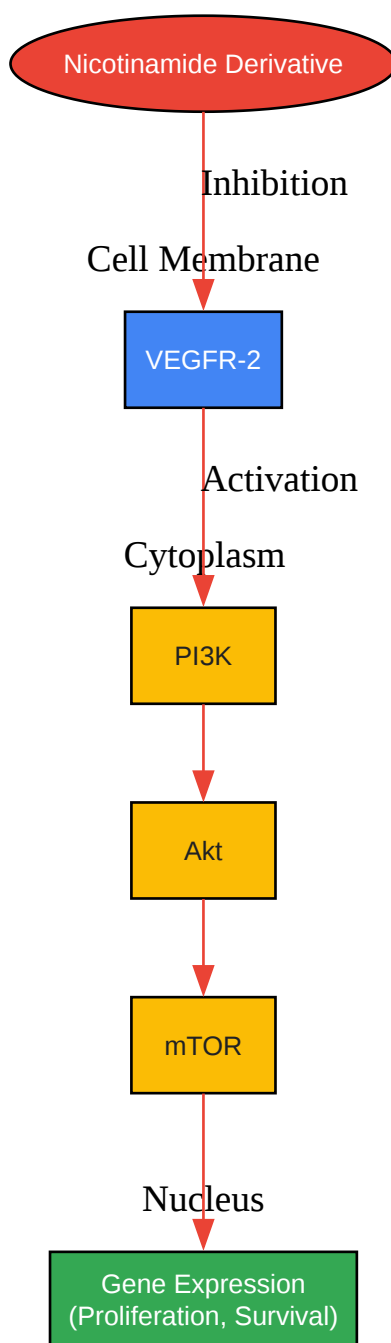 Nicotinamide Derivative
Inhibition
Cell Membrane
VEGFR-2
Activation
Cytoplasm
PI3K
Akt
mTOR
Nucleus
Gene Expression
(Proliferation, Survival)